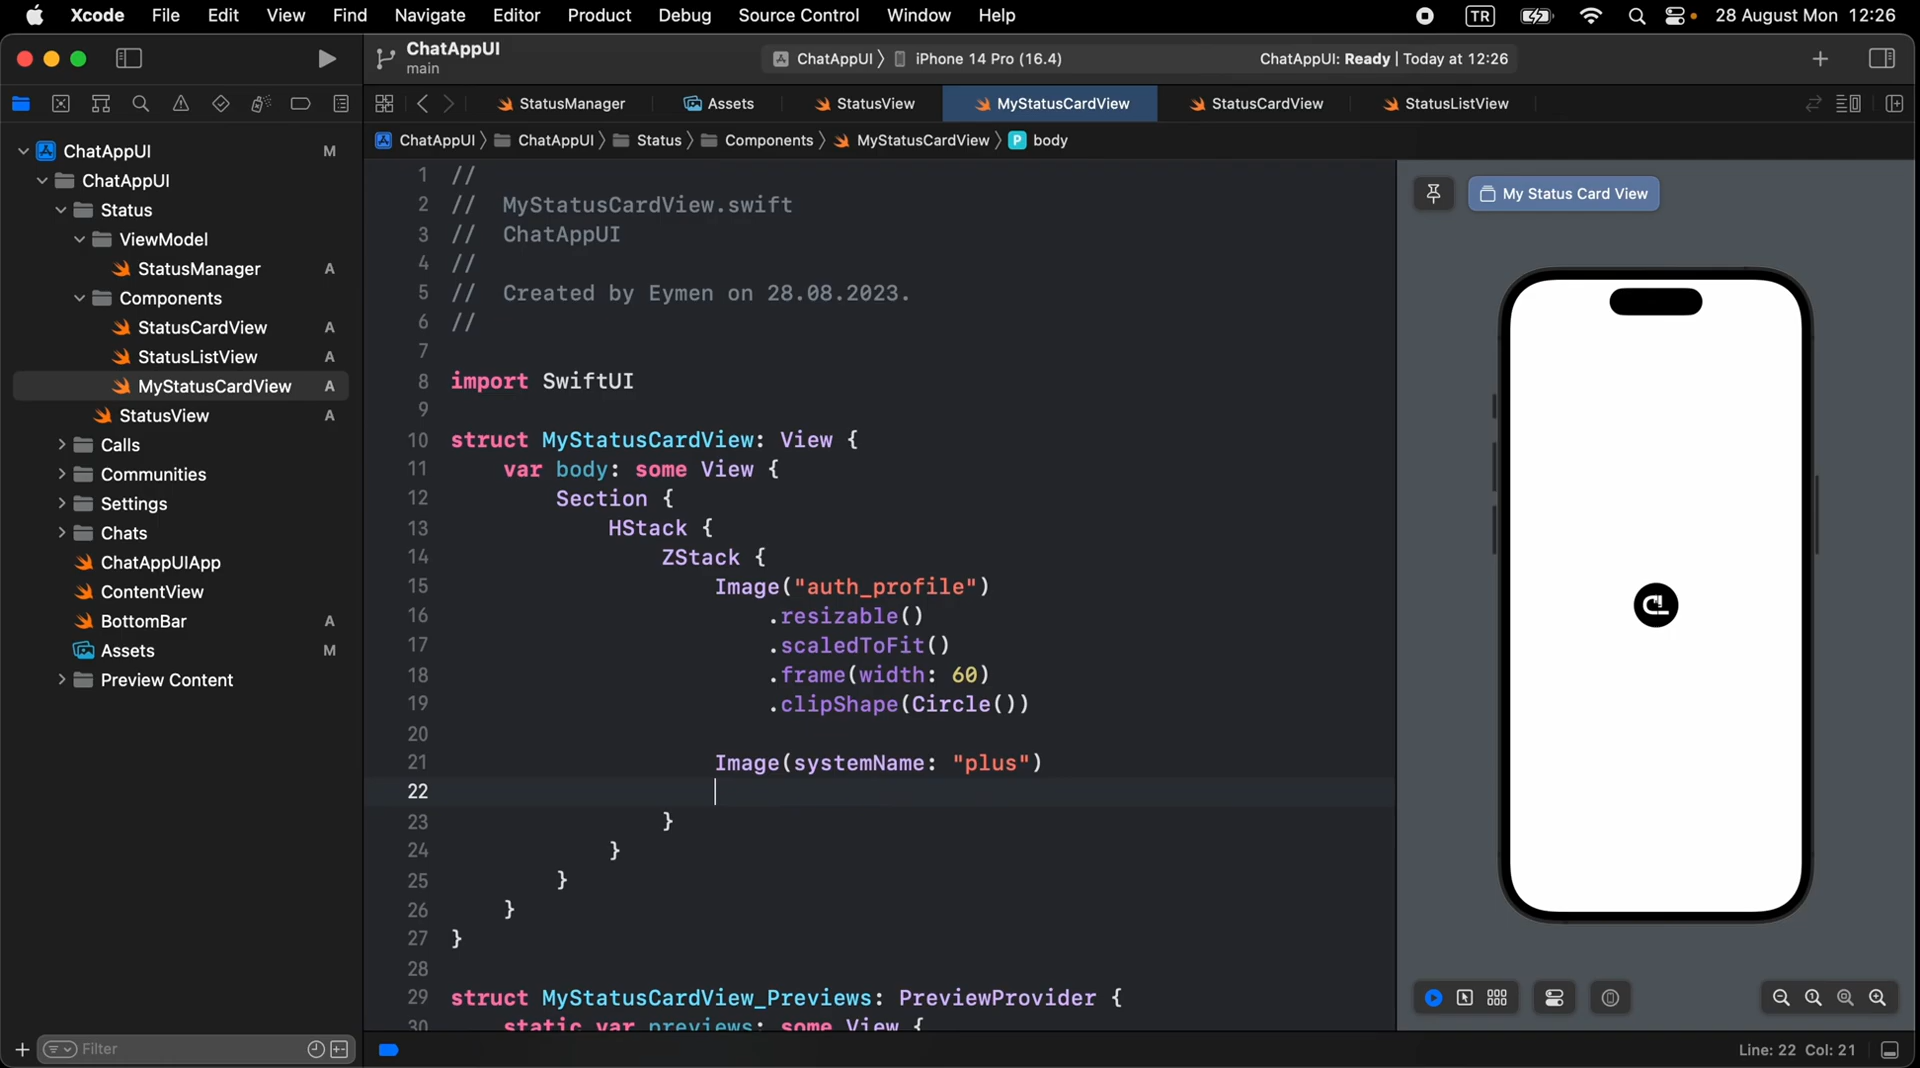 Xcode File Edit View Find Navigate Editor Product Debug Source Control Window Help TR 28 August Mon 12:26
ChatAppUI
main
ChatAppUI iPhone 14 Pro (16.4) ChatAppUI: Ready | Today at 12:26
StatusManager Assets StatusView MyStatusCardView StatusCardView StatusListView
ChatAppUI ChatAppUI Status Components MyStatusCardView P body
ChatAppUI M
ChatAppUI
Status
ViewModel
StatusManager A
Components
StatusCardView A
StatusListView A
MyStatusCardView A
StatusView A
Calls
Communities
Settings
Chats
ChatAppUIApp
ContentView
BottomBar A
Assets M
Preview Content
Filter
1 //
2 // MyStatusCardView.swift
3 // ChatAppUI
4 //
5 // Created by Eymen on 28.08.2023.
6 //
7
8 import SwiftUI
9
10 struct MyStatusCardView: View {
11 var body: some View {
12 Section {
13 HStack {
14 ZStack {
15 Image("auth_profile")
16 .resizable()
17 .scaledToFit()
18 .frame(width: 60)
19 .clipShape(Circle())
20
21 Image(systemName: "plus")
22
23 }
24 }
25 }
26 }
27 }
28
29 struct MyStatusCardView_Previews: PreviewProvider {
30 static var previews: some View {
My Status Card View
Line: 22 Col: 21